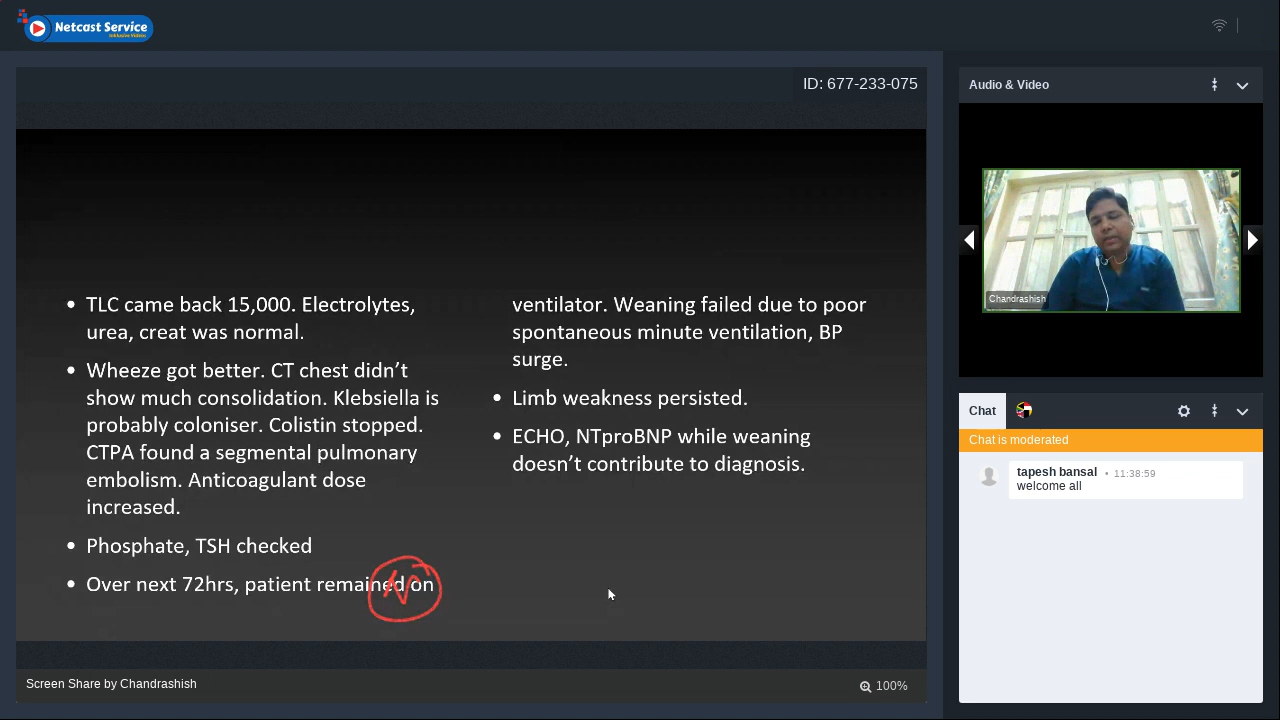 Netcast Service
ID: 677-233-075
TLC came back 15,000. Electrolytes,
urea, creat was normal.
Wheeze got better. CT chest didn't
show much consolidation. Klebsiella is
probably coloniser. Colistin stopped.
CTPA found a segmental pulmonary
embolism. Anticoagulant dose
increased.
Phosphate, TSH checked
Over next 72hrs, patient remained on
ventilator. Weaning failed due to poor
spontaneous minute ventilation, BP
surge.
Limb weakness persisted.
ECHO, NTproBNP while weaning
doesn't contribute to diagnosis.
Screen Share by Chandrashish
100%
Audio & Video
Chandrashish
Chat
Chat is moderated
tapesh bansal • 11:38:59
welcome all